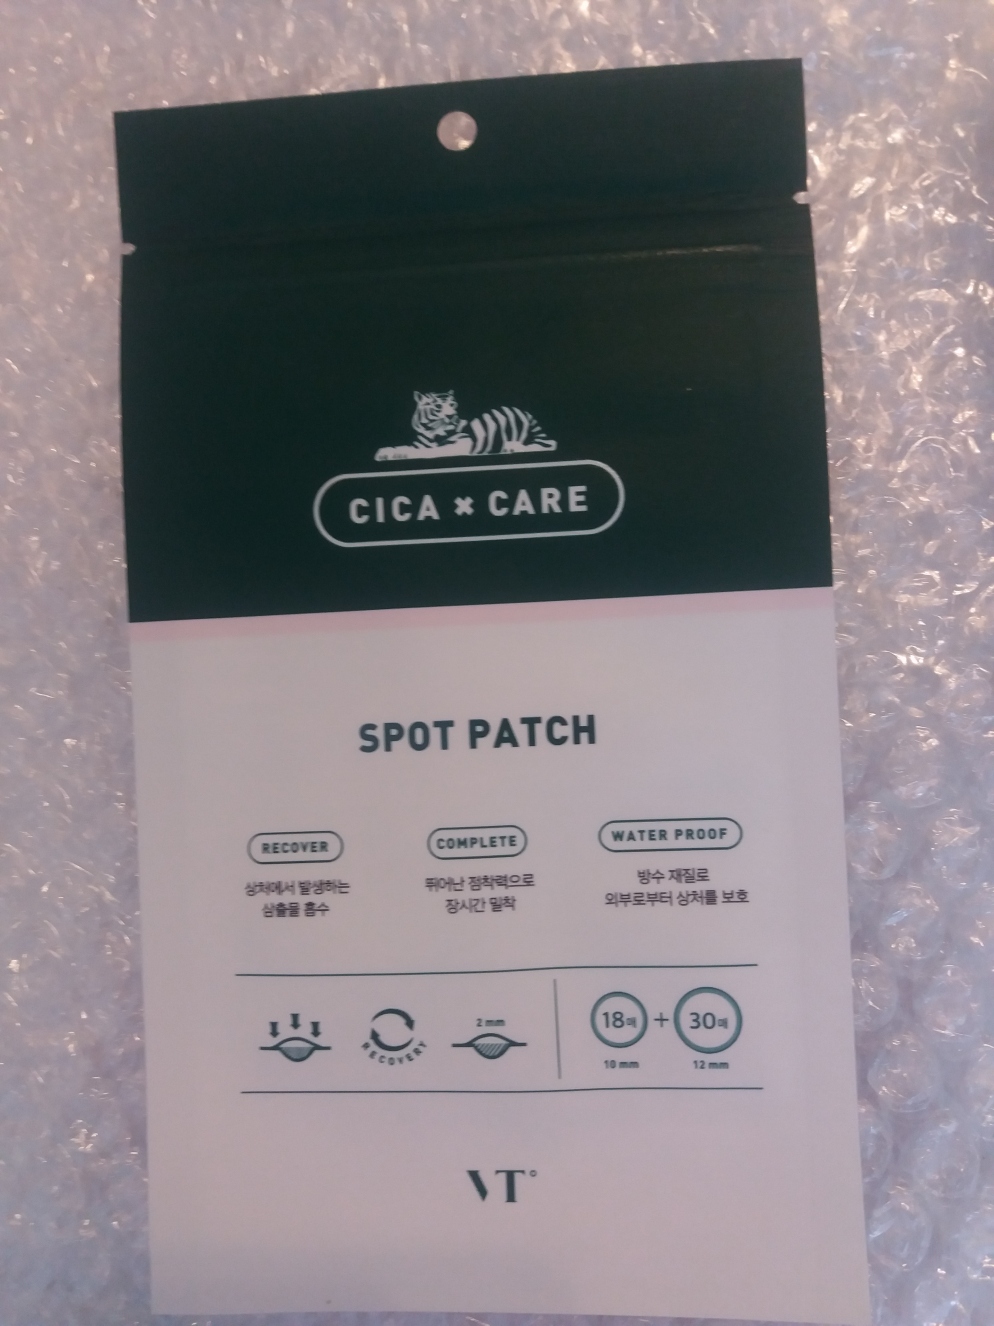 CICA × CARE
SPOT PATCH
RECOVER
상처에서 발생하는
삼출물 흡수
COMPLETE
뛰어난 점착력으로
장시간 밀착
WATER PROOF
방수 재질로
외부로부터 상처를 보호
RECOVERY
2 mm
18매 + 30매
10 mm 12 mm
VT